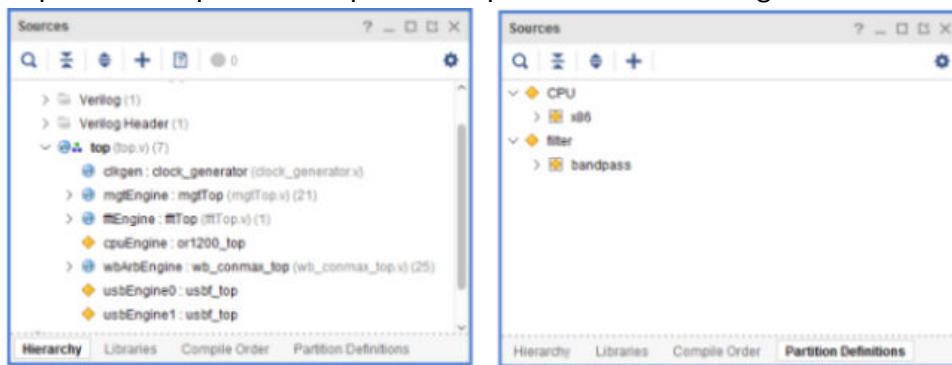 Sources
0
Verilog (1)
Verilog Header (1)
top (top.v) (7)
clkgen : clock_generator (clock_generator.v)
mgtEngine : mgtTop (mgtTop.v) (21)
fftEngine : fftTop (fftTop.v) (1)
cpuEngine : or1200_top
wbArbEngine : wb_conmax_top (wb_conmax_top.v) (25)
usbEngine0 : usbf_top
usbEngine1 : usbf_top
Hierarchy Libraries Compile Order Partition Definitions
Sources
CPU
x86
filter
bandpass
Hierarchy Libraries Compile Order Partition Definitions